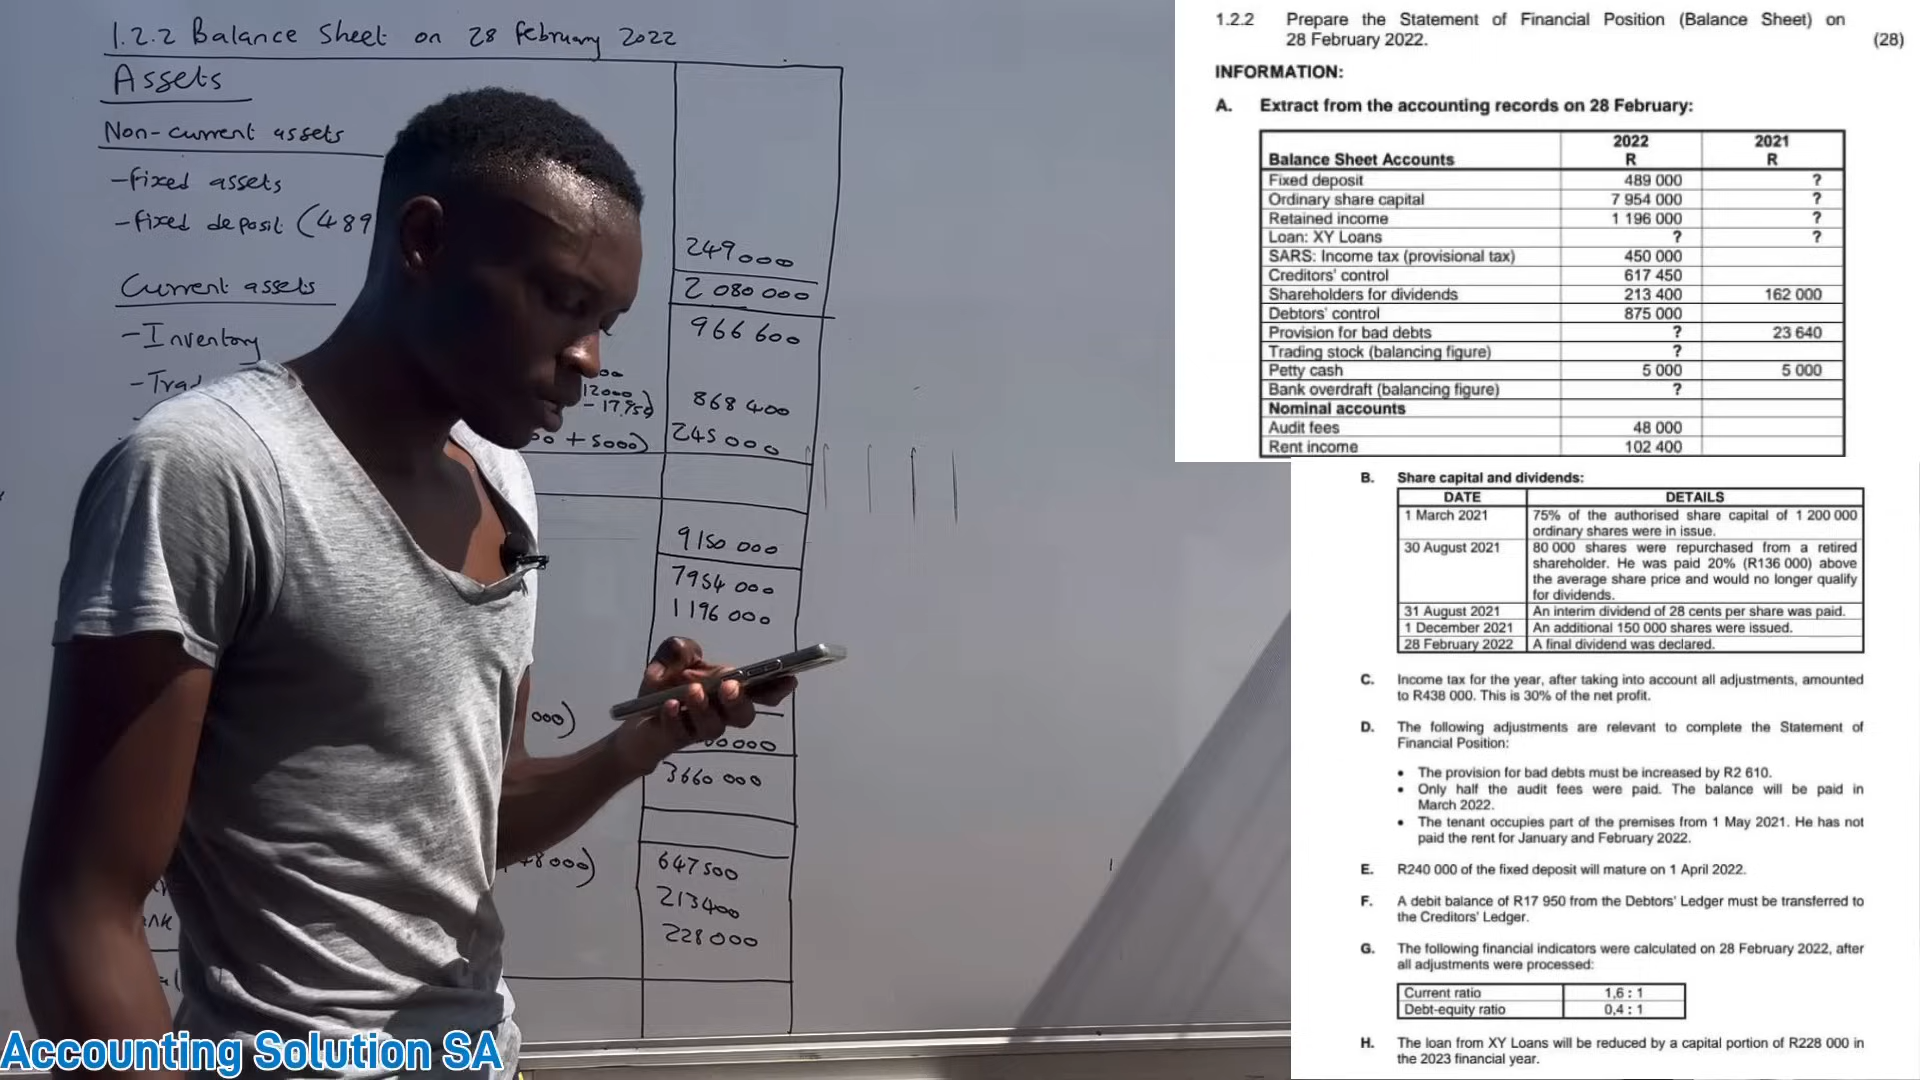 1.2.2 Balance Sheet on 28 February 2022
Assets
Non-current assets
-fixed assets
-fixed deposit (489
249000
2 080 000
Current assets
-Inventory
966 600
-Trad
12000)
- 17950
868 400
+ 5000)
245 000
9150 000
7954 000
1196 000
000)
00000
3660 000
+8000)
647500
213400
228000
Accounting Solution SA
1.2.2 Prepare the Statement of Financial Position (Balance Sheet) on
28 February 2022.
(28)
INFORMATION:
A. Extract from the accounting records on 28 February:
2022 2021
Balance Sheet Accounts R R
Fixed deposit 489 000 ?
Ordinary share capital 7 954 000 ?
Retained income 1 196 000 ?
Loan: XY Loans ? ?
SARS: Income tax (provisional tax) 450 000
Creditors' control 617 450
Shareholders for dividends 213 400 162 000
Debtors' control 875 000
Provision for bad debts ? 23 640
Trading stock (balancing figure) ?
Petty cash 5 000 5 000
Bank overdraft (balancing figure) ?
Nominal accounts
Audit fees 48 000
Rent income 102 400
B. Share capital and dividends:
DATE DETAILS
1 March 2021 75% of the authorised share capital of 1 200 000
ordinary shares were in issue.
30 August 2021 80 000 shares were repurchased from a retired
shareholder. He was paid 20% (R136 000) above
the average share price and would no longer qualify
for dividends.
31 August 2021 An interim dividend of 28 cents per share was paid.
1 December 2021 An additional 150 000 shares were issued.
28 February 2022 A final dividend was declared.
C. Income tax for the year, after taking into account all adjustments, amounted
to R438 000. This is 30% of the net profit.
D. The following adjustments are relevant to complete the Statement of
Financial Position:
• The provision for bad debts must be increased by R2 610.
• Only half the audit fees were paid. The balance will be paid in
March 2022.
• The tenant occupies part of the premises from 1 May 2021. He has not
paid the rent for January and February 2022.
E. R240 000 of the fixed deposit will mature on 1 April 2022.
F. A debit balance of R17 950 from the Debtors' Ledger must be transferred to
the Creditors' Ledger.
G. The following financial indicators were calculated on 28 February 2022, after
all adjustments were processed:
Current ratio 1,6 : 1
Debt-equity ratio 0,4 : 1
H. The loan from XY Loans will be reduced by a capital portion of R228 000 in
the 2023 financial year.